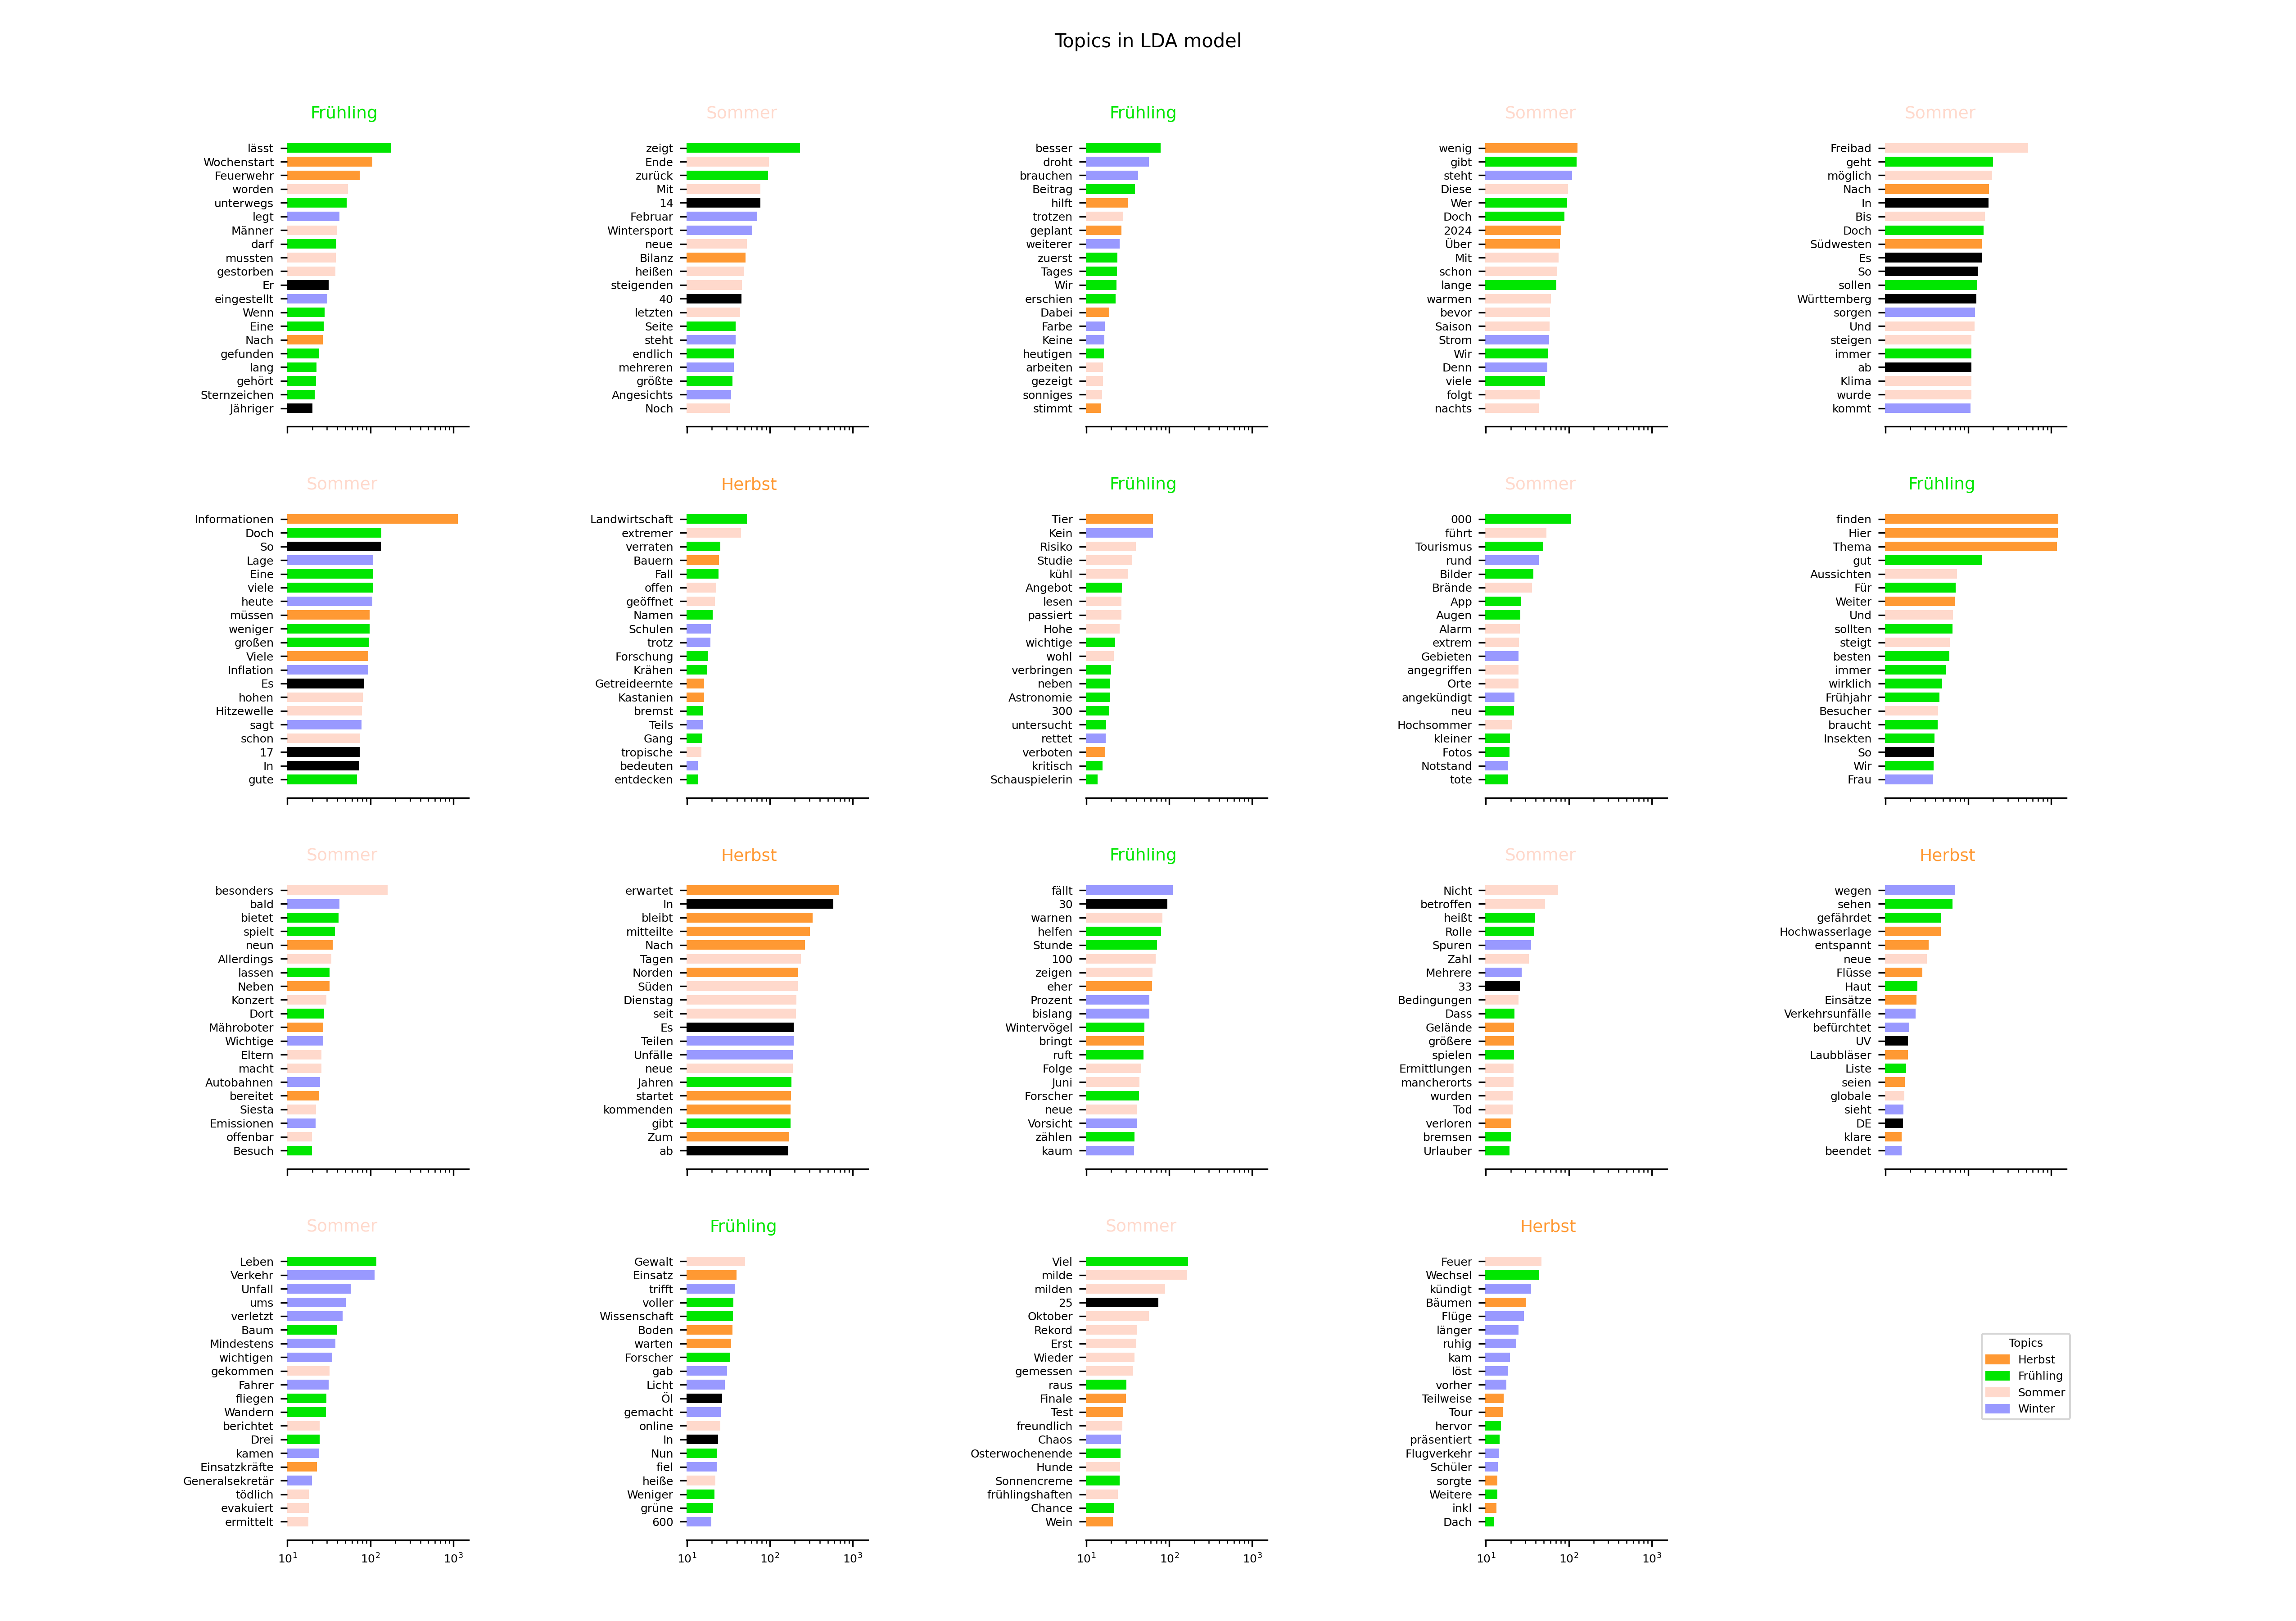 Topics in LDA model
Frühling
lässt
Wochenstart
Feuerwehr
worden
unterwegs
legt
Männer
darf
mussten
gestorben
Er
eingestellt
Wenn
Eine
Nach
gefunden
lang
gehört
Sternzeichen
Jähriger
Sommer
zeigt
Ende
zurück
Mit
14
Februar
Wintersport
neue
Bilanz
heißen
steigenden
40
letzten
Seite
steht
endlich
mehreren
größte
Angesichts
Noch
Frühling
besser
droht
brauchen
Beitrag
hilft
trotzen
geplant
weiterer
zuerst
Tages
Wir
erschien
Dabei
Farbe
Keine
heutigen
arbeiten
gezeigt
sonniges
stimmt
Sommer
wenig
gibt
steht
Diese
Wer
Doch
2024
Über
Mit
schon
lange
warmen
bevor
Saison
Strom
Wir
Denn
viele
folgt
nachts
Sommer
Freibad
geht
möglich
Nach
In
Bis
Doch
Südwesten
Es
So
sollen
Württemberg
sorgen
Und
steigen
immer
ab
Klima
wurde
kommt
Sommer
Informationen
Doch
So
Lage
Eine
viele
heute
müssen
weniger
großen
Viele
Inflation
Es
hohen
Hitzewelle
sagt
schon
17
In
gute
Herbst
Landwirtschaft
extremer
verraten
Bauern
Fall
offen
geöffnet
Namen
Schulen
trotz
Forschung
Krähen
Getreideernte
Kastanien
bremst
Teils
Gang
tropische
bedeuten
entdecken
Frühling
Tier
Kein
Risiko
Studie
kühl
Angebot
lesen
passiert
Hohe
wichtige
wohl
verbringen
neben
Astronomie
300
untersucht
rettet
verboten
kritisch
Schauspielerin
Sommer
000
führt
Tourismus
rund
Bilder
Brände
App
Augen
Alarm
extrem
Gebieten
angegriffen
Orte
angekündigt
neu
Hochsommer
kleiner
Fotos
Notstand
tote
Frühling
finden
Hier
Thema
gut
Aussichten
Für
Weiter
Und
sollten
steigt
besten
immer
wirklich
Frühjahr
Besucher
braucht
Insekten
So
Wir
Frau
Sommer
besonders
bald
bietet
spielt
neun
Allerdings
lassen
Neben
Konzert
Dort
Mähroboter
Wichtige
Eltern
macht
Autobahnen
bereitet
Siesta
Emissionen
offenbar
Besuch
Herbst
erwartet
In
bleibt
mitteilte
Nach
Tagen
Norden
Süden
Dienstag
seit
Es
Teilen
Unfälle
neue
Jahren
startet
kommenden
gibt
Zum
ab
Frühling
fällt
30
warnen
helfen
Stunde
100
zeigen
eher
Prozent
bislang
Wintervögel
bringt
ruft
Folge
Juni
Forscher
neue
Vorsicht
zählen
kaum
Sommer
Nicht
betroffen
heißt
Rolle
Spuren
Zahl
Mehrere
33
Bedingungen
Dass
Gelände
größere
spielen
Ermittlungen
mancherorts
wurden
Tod
verloren
bremsen
Urlauber
Herbst
wegen
sehen
gefährdet
Hochwasserlage
entspannt
neue
Flüsse
Haut
Einsätze
Verkehrsunfälle
befürchtet
UV
Laubbläser
Liste
seien
globale
sieht
DE
klare
beendet
Sommer
Leben
Verkehr
Unfall
ums
verletzt
Baum
Mindestens
wichtigen
gekommen
Fahrer
fliegen
Wandern
berichtet
Drei
kamen
Einsatzkräfte
Generalsekretär
tödlich
evakuiert
ermittelt
10¹ 10² 10³
Frühling
Gewalt
Einsatz
trifft
voller
Wissenschaft
Boden
warten
Forscher
gab
Licht
Öl
gemacht
online
In
Nun
fiel
heiße
Weniger
grüne
600
10¹ 10² 10³
Sommer
Viel
milde
milden
25
Oktober
Rekord
Erst
Wieder
gemessen
raus
Finale
Test
freundlich
Chaos
Osterwochenende
Hunde
Sonnencreme
frühlingshaften
Chance
Wein
10¹ 10² 10³
Herbst
Feuer
Wechsel
kündigt
Bäumen
Flüge
länger
ruhig
kam
löst
vorher
Teilweise
Tour
hervor
präsentiert
Flugverkehr
Schüler
sorgte
Weitere
inkl
Dach
10¹ 10² 10³
Topics
Herbst
Frühling
Sommer
Winter